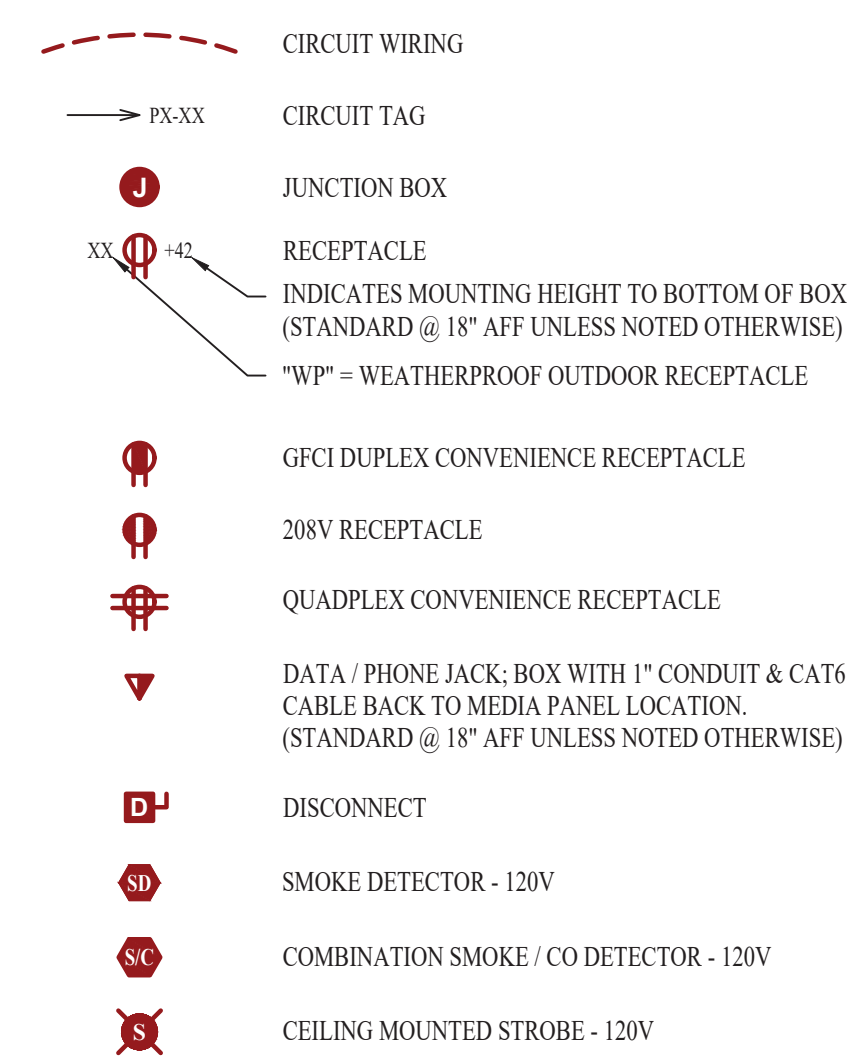 CIRCUIT WIRING
PX-XX CIRCUIT TAG
J JUNCTION BOX
XX +42 RECEPTACLE
INDICATES MOUNTING HEIGHT TO BOTTOM OF BOX
(STANDARD @ 18" AFF UNLESS NOTED OTHERWISE)
"WP" = WEATHERPROOF OUTDOOR RECEPTACLE
GFCI DUPLEX CONVENIENCE RECEPTACLE
208V RECEPTACLE
QUADPLEX CONVENIENCE RECEPTACLE
DATA / PHONE JACK; BOX WITH 1" CONDUIT & CAT6
CABLE BACK TO MEDIA PANEL LOCATION.
(STANDARD @ 18" AFF UNLESS NOTED OTHERWISE)
D DISCONNECT
SD SMOKE DETECTOR - 120V
S/C COMBINATION SMOKE / CO DETECTOR - 120V
S CEILING MOUNTED STROBE - 120V